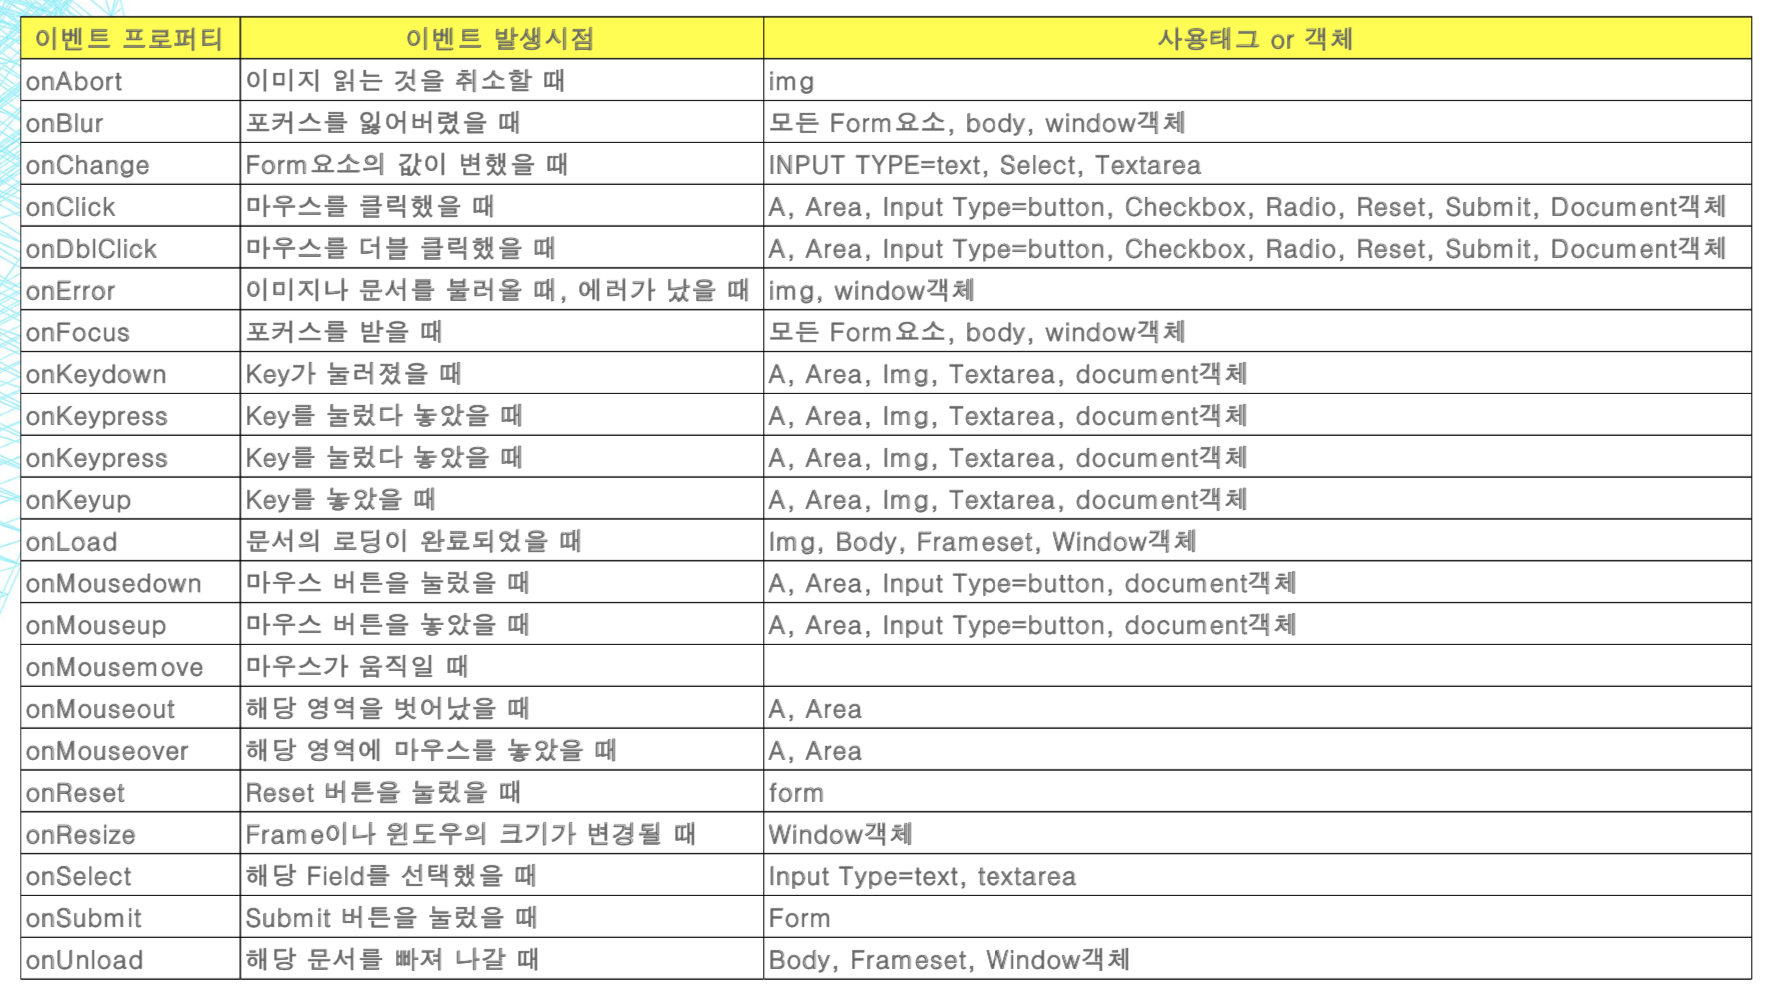 이벤트 프로퍼티 이벤트 발생시점 사용태그 or 객체
onAbort 이미지 읽는 것을 취소할 때 img
onBlur 포커스를 잃어버렸을 때 모든 Form요소, body, window객체
onChange Form요소의 값이 변했을 때 INPUT TYPE=text, Select, Textarea
onClick 마우스를 클릭했을 때 A, Area, Input Type=button, Checkbox, Radio, Reset, Submit, Document객체
onDblClick 마우스를 더블 클릭했을 때 A, Area, Input Type=button, Checkbox, Radio, Reset, Submit, Document객체
onError 이미지나 문서를 불러올 때, 에러가 났을 때 img, window객체
onFocus 포커스를 받을 때 모든 Form요소, body, window객체
onKeydown Key가 눌러졌을 때 A, Area, Img, Textarea, document객체
onKeypress Key를 눌렀다 놓았을 때 A, Area, Img, Textarea, document객체
onKeypress Key를 눌렀다 놓았을 때 A, Area, Img, Textarea, document객체
onKeyup Key를 놓았을 때 A, Area, Img, Textarea, document객체
onLoad 문서의 로딩이 완료되었을 때 Img, Body, Frameset, Window객체
onMousedown 마우스 버튼을 눌렀을 때 A, Area, Input Type=button, document객체
onMouseup 마우스 버튼을 놓았을 때 A, Area, Input Type=button, document객체
onMousemove 마우스가 움직일 때
onMouseout 해당 영역을 벗어났을 때 A, Area
onMouseover 해당 영역에 마우스를 놓았을 때 A, Area
onReset Reset 버튼을 눌렀을 때 form
onResize Frame이나 윈도우의 크기가 변경될 때 Window객체
onSelect 해당 Field를 선택했을 때 Input Type=text, textarea
onSubmit Submit 버튼을 눌렀을 때 Form
onUnload 해당 문서를 빠져 나갈 때 Body, Frameset, Window객체